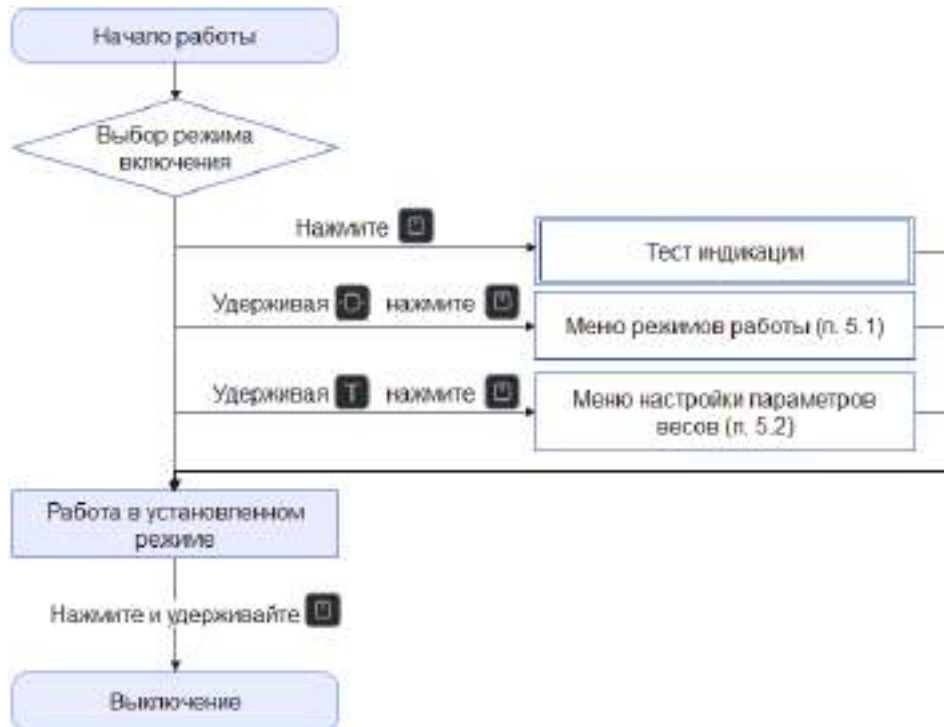 Начало работы
Выбор режима
включения
Нажмите
Тест индикации
Удерживая нажмите
Меню режимов работы (п. 5.1)
Удерживая Т нажмите
Меню настройки параметров
весов (п. 5.2)
Работа в установленном
режиме
Нажмите и удерживайте
Выключение